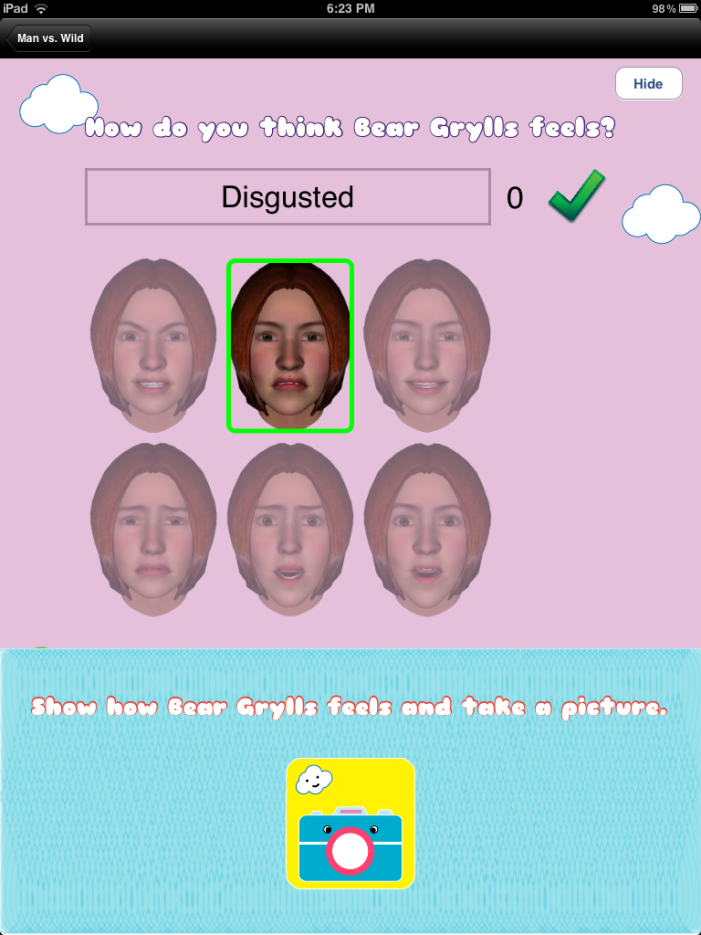 iPad 6:23 PM 98%
Man vs. Wild
Hide
How do you think Bear Grylls feels?
Disgusted 0
Show how Bear Grylls feels and take a picture.